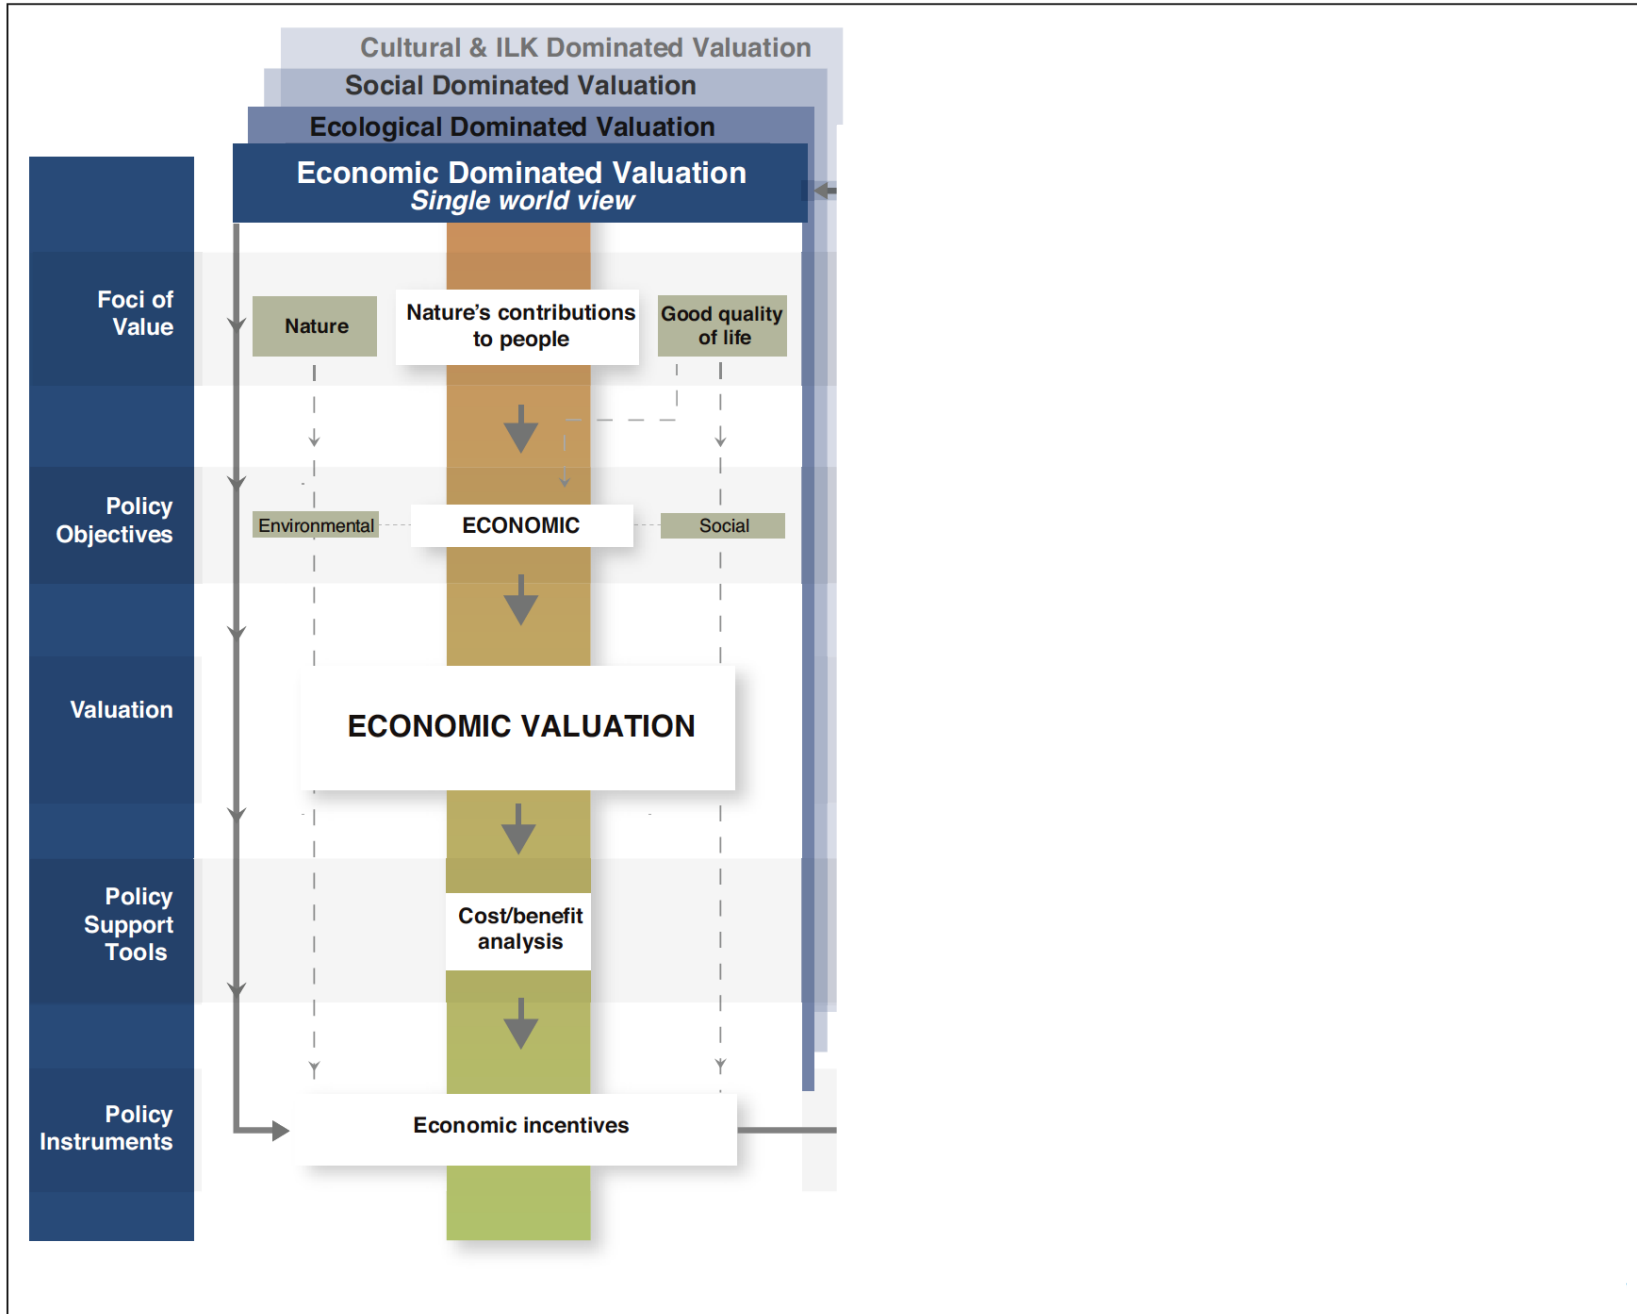 Cultural & ILK Dominated Valuation
Social Dominated Valuation
Ecological Dominated Valuation
Economic Dominated Valuation
Single world view
Foci of
Value
Nature
Nature's contributions
to people
Good quality
of life
Policy
Objectives
Environmental
ECONOMIC
Social
Valuation
ECONOMIC VALUATION
Policy
Support
Tools
Cost/benefit
analysis
Policy
Instruments
Economic incentives